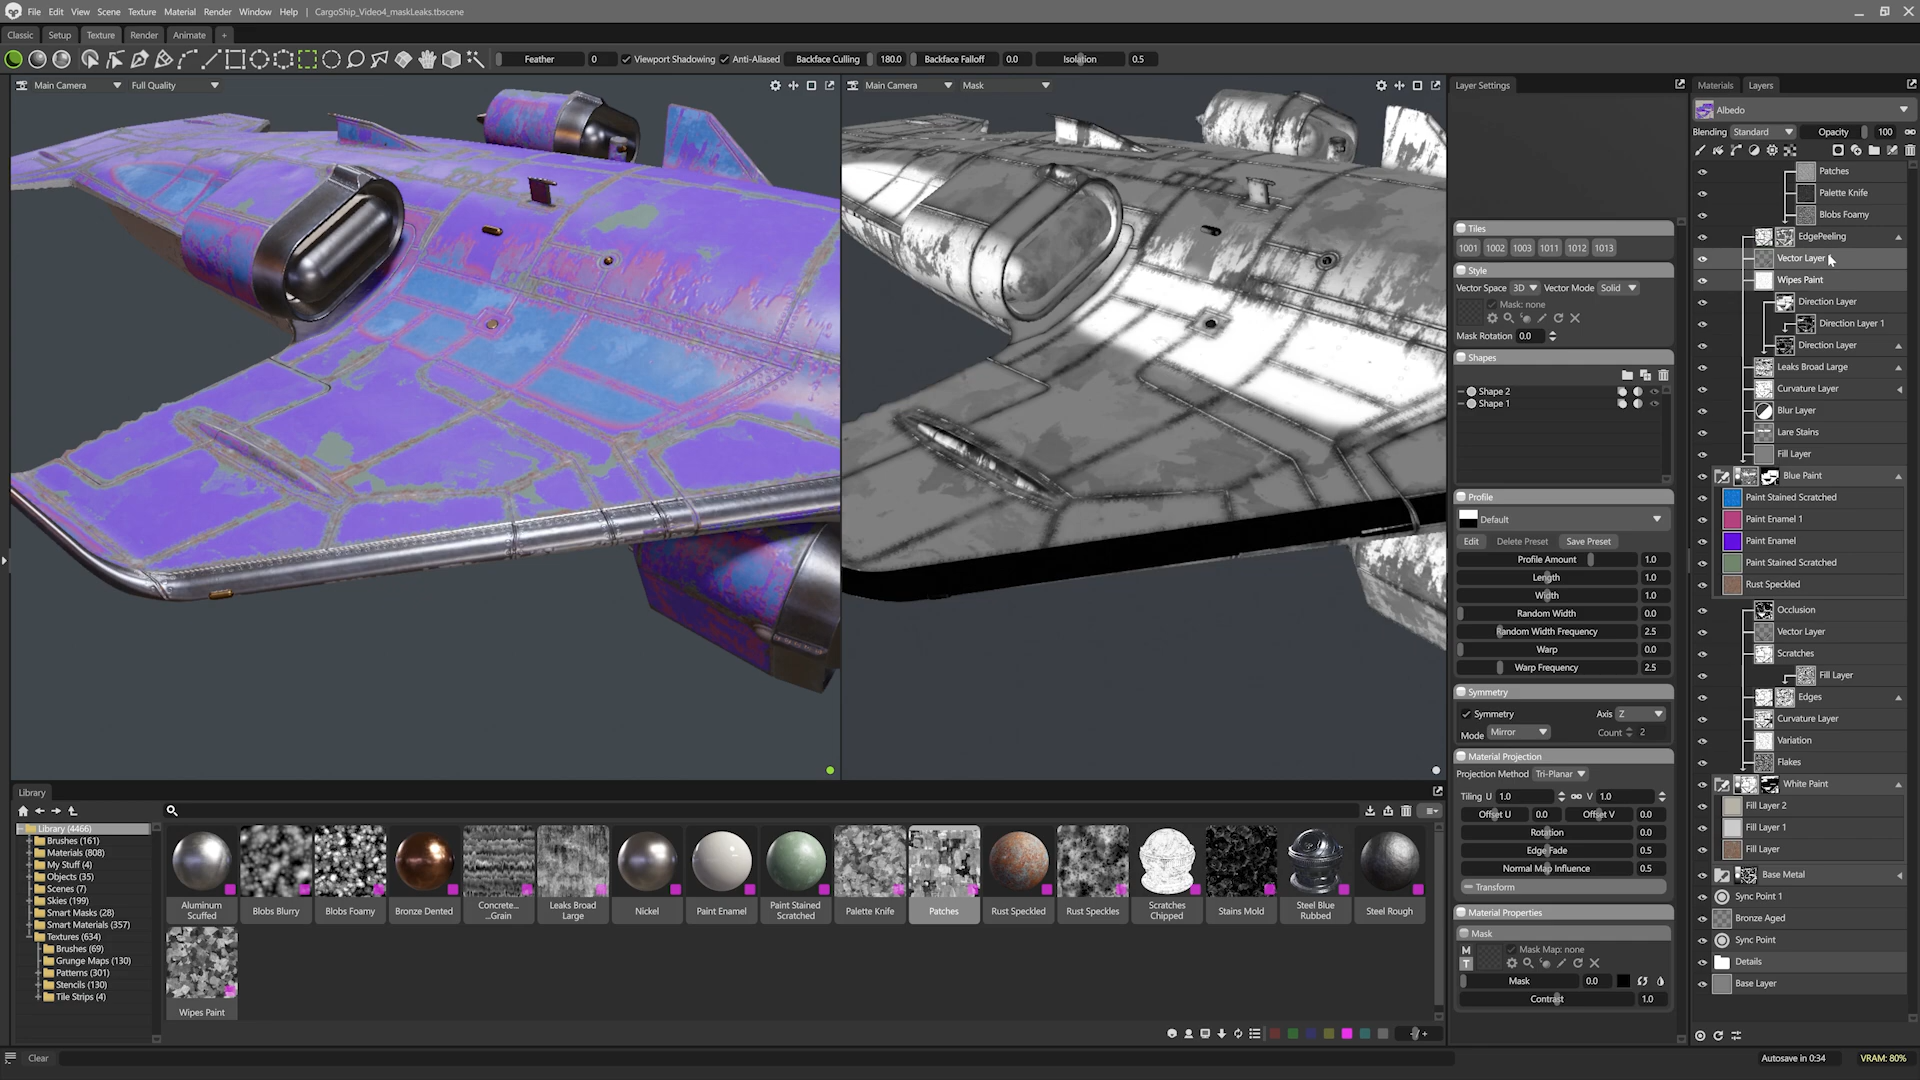 File Edit View Scene Texture Material Render Window Help | CargoShip_Video4_maskLeaks.tbscene
Classic Setup Texture Render Animate +
Feather 0 Viewport Shadowing Anti-Aliased Backface Culling 180.0 Backface Falloff 0.0 Isolation 0.5
Main Camera Full Quality
Main Camera Mask
Layer Settings
Tiles
1001 1002 1003 1011 1012 1013
Style
Vector Space 3D Vector Mode Solid
Mask: none
Mask Rotation 0.0
Shapes
Shape 2
Shape 1
Profile
Default
Edit Delete Preset Save Preset
Profile Amount 1.0
Length 1.0
Width 1.0
Random Width 0.0
Random Width Frequency 2.5
Warp 0.0
Warp Frequency 2.5
Symmetry
Symmetry Axis Z
Mode Mirror Count 2
Material Projection
Projection Method Tri-Planar
Tiling U 1.0 V 1.0
Offset U 0.0 Offset V 0.0
Rotation 0.0
Edge Fade 0.5
Normal Map Influence 0.5
Transform
Material Properties
Mask
M
T
Mask Map: none
Mask 0.0
Contrast 1.0
Materials Layers
Albedo
Blending Standard Opacity 100
Patches
Palette Knife
Blobs Foamy
EdgePeeling
Vector Layer
Wipes Paint
Direction Layer
Direction Layer 1
Direction Layer
Leaks Broad Large
Curvature Layer
Blur Layer
Lare Stains
Fill Layer
Blue Paint
Paint Stained Scratched
Paint Enamel 1
Paint Enamel
Paint Stained Scratched
Rust Speckled
Occlusion
Vector Layer
Scratches
Fill Layer
Edges
Curvature Layer
Variation
Flakes
White Paint
Fill Layer 2
Fill Layer 1
Fill Layer
Base Metal
Sync Point 1
Bronze Aged
Sync Point
Details
Base Layer
Library
Library (4466)
Brushes (161)
Materials (808)
My Stuff (4)
Objects (35)
Scenes (7)
Skies (199)
Smart Masks (28)
Smart Materials (357)
Textures (634)
Brushes (69)
Grunge Maps (130)
Patterns (301)
Stencils (130)
Tile Strips (4)
Aluminum Scuffed
Blobs Blurry
Blobs Foamy
Bronze Dented
Concrete... ...Grain
Leaks Broad Large
Nickel
Paint Enamel
Paint Stained Scratched
Palette Knife
Patches
Rust Speckled
Rust Speckles
Scratches Chipped
Stains Mold
Steel Blue Rubbed
Steel Rough
Wipes Paint
Clear
Autosave in 0:34 VRAM: 80%